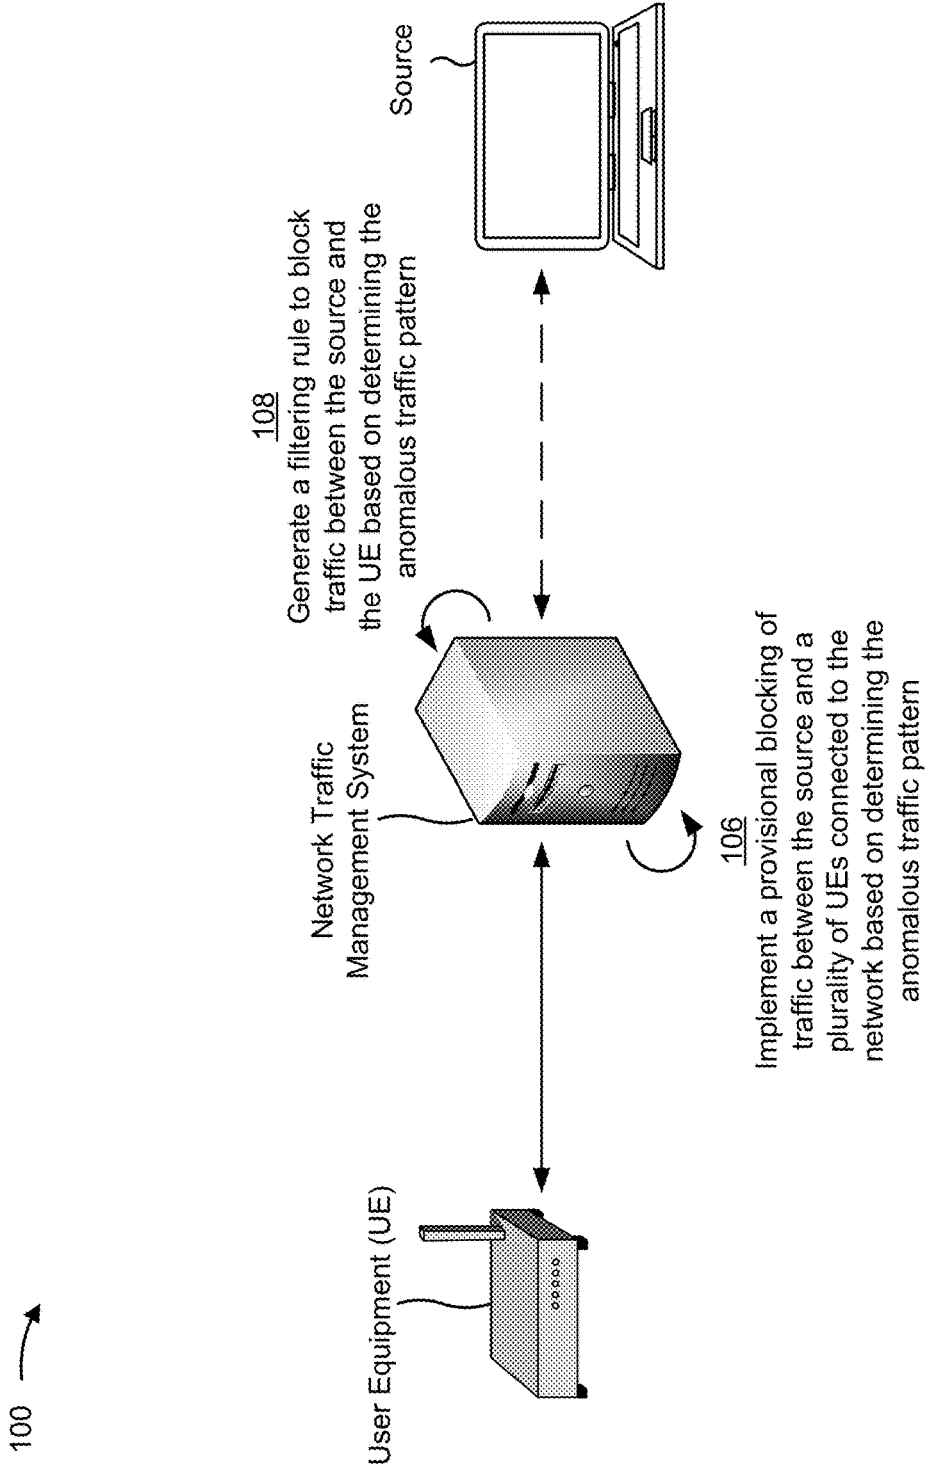 100
User Equipment (UE)
Network Traffic
Management System
Source
108
Generate a filtering rule to block
traffic between the source and
the UE based on determining the
anomalous traffic pattern
106
Implement a provisional blocking of
traffic between the source and a
plurality of UEs connected to the
network based on determining the
anomalous traffic pattern